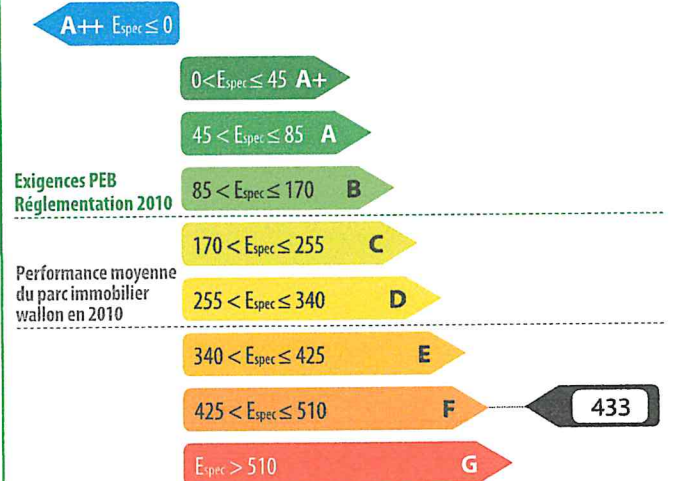 A++ Espec ≤ 0
0 < Espec ≤ 45 A+
45 < Espec ≤ 85 A
Exigences PEB
Réglementation 2010
85 < Espec ≤ 170 B
170 < Espec ≤ 255 C
Performance moyenne
du parc immobilier
wallon en 2010
255 < Espec ≤ 340 D
340 < Espec ≤ 425 E
425 < Espec ≤ 510 F
433
Espec > 510 G